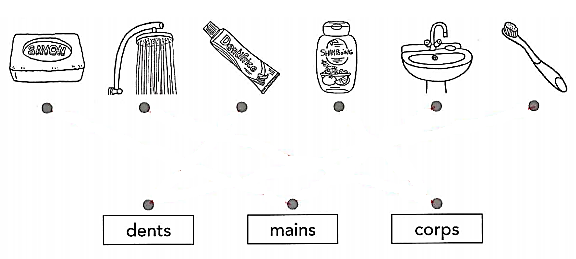 SAVON
Dentifrice
SHAMPOING
dents
mains
corps